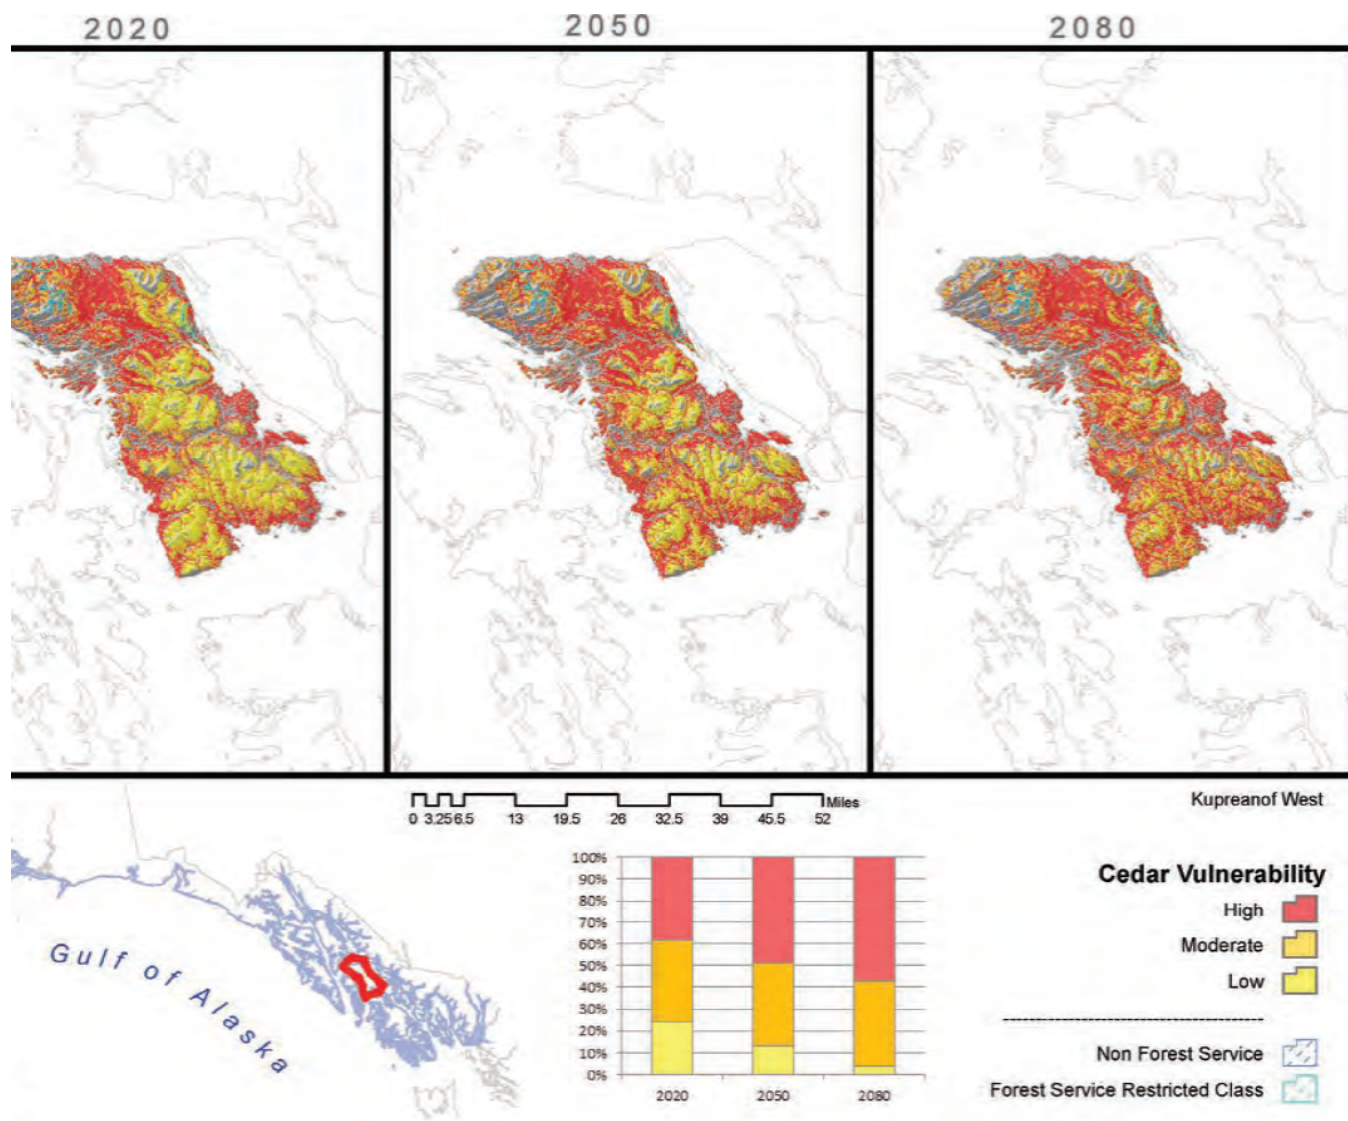 2020 2050 2080
0 3.25 6.5 13 19.5 26 32.5 39 45.5 52 Miles
Kupreanof West
Gulf of Alaska
100%
90%
80%
70%
60%
50%
40%
30%
20%
10%
0%
2020 2050 2080
Cedar Vulnerability
High
Moderate
Low
Non Forest Service
Forest Service Restricted Class